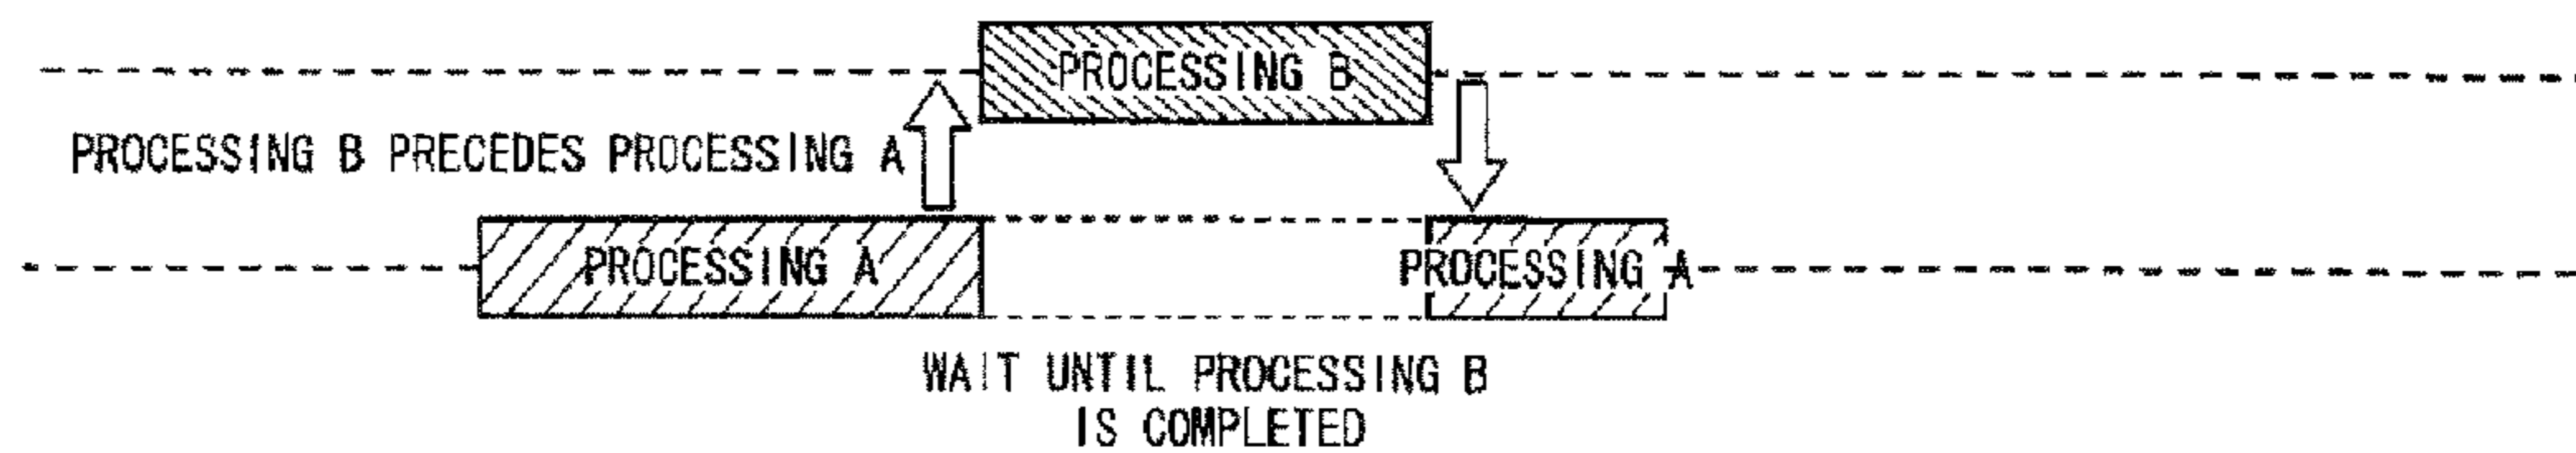 PROCESSING B
PROCESSING B PRECEDES PROCESSING A
PROCESSING A
PROCESSING A
WAIT UNTIL PROCESSING B
IS COMPLETED